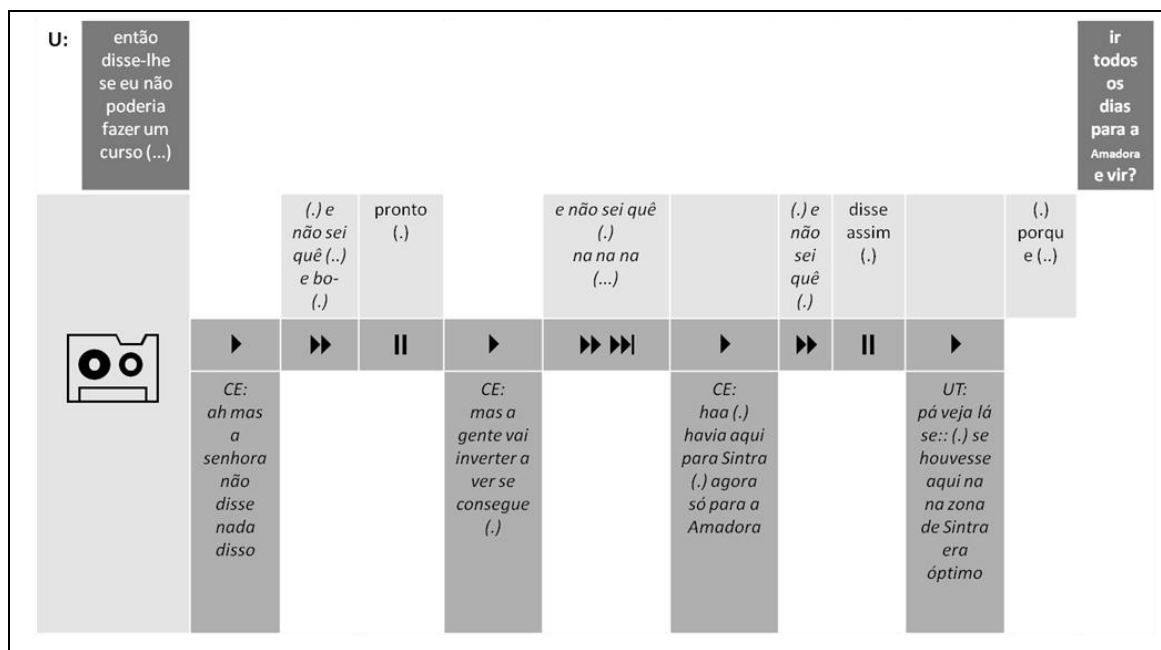 U:
então
disse-lhe
se eu não
poderia
fazer um
curso (...)
ir
todos
os
dias
para a
Amadora
e vir?
(.) e
não sei
quê (..)
e bo-
(.)
pronto
(.)
e não sei quê
(.)
na na na
(...)
(.) e
não
sei
quê
(.)
disse
assim
(.)
(.)
porqu
e (..)
CE:
ah mas
a
senhora
não
disse
nada
disso
CE:
mas a
gente vai
inverter a
ver se
consegue
(.)
CE:
haa (.)
havia aqui
para Sintra
(.) agora
só para a
Amadora
UT:
pá veja lá
se:: (.) se
houvesse
aqui na
na zona
de Sintra
era
óptimo